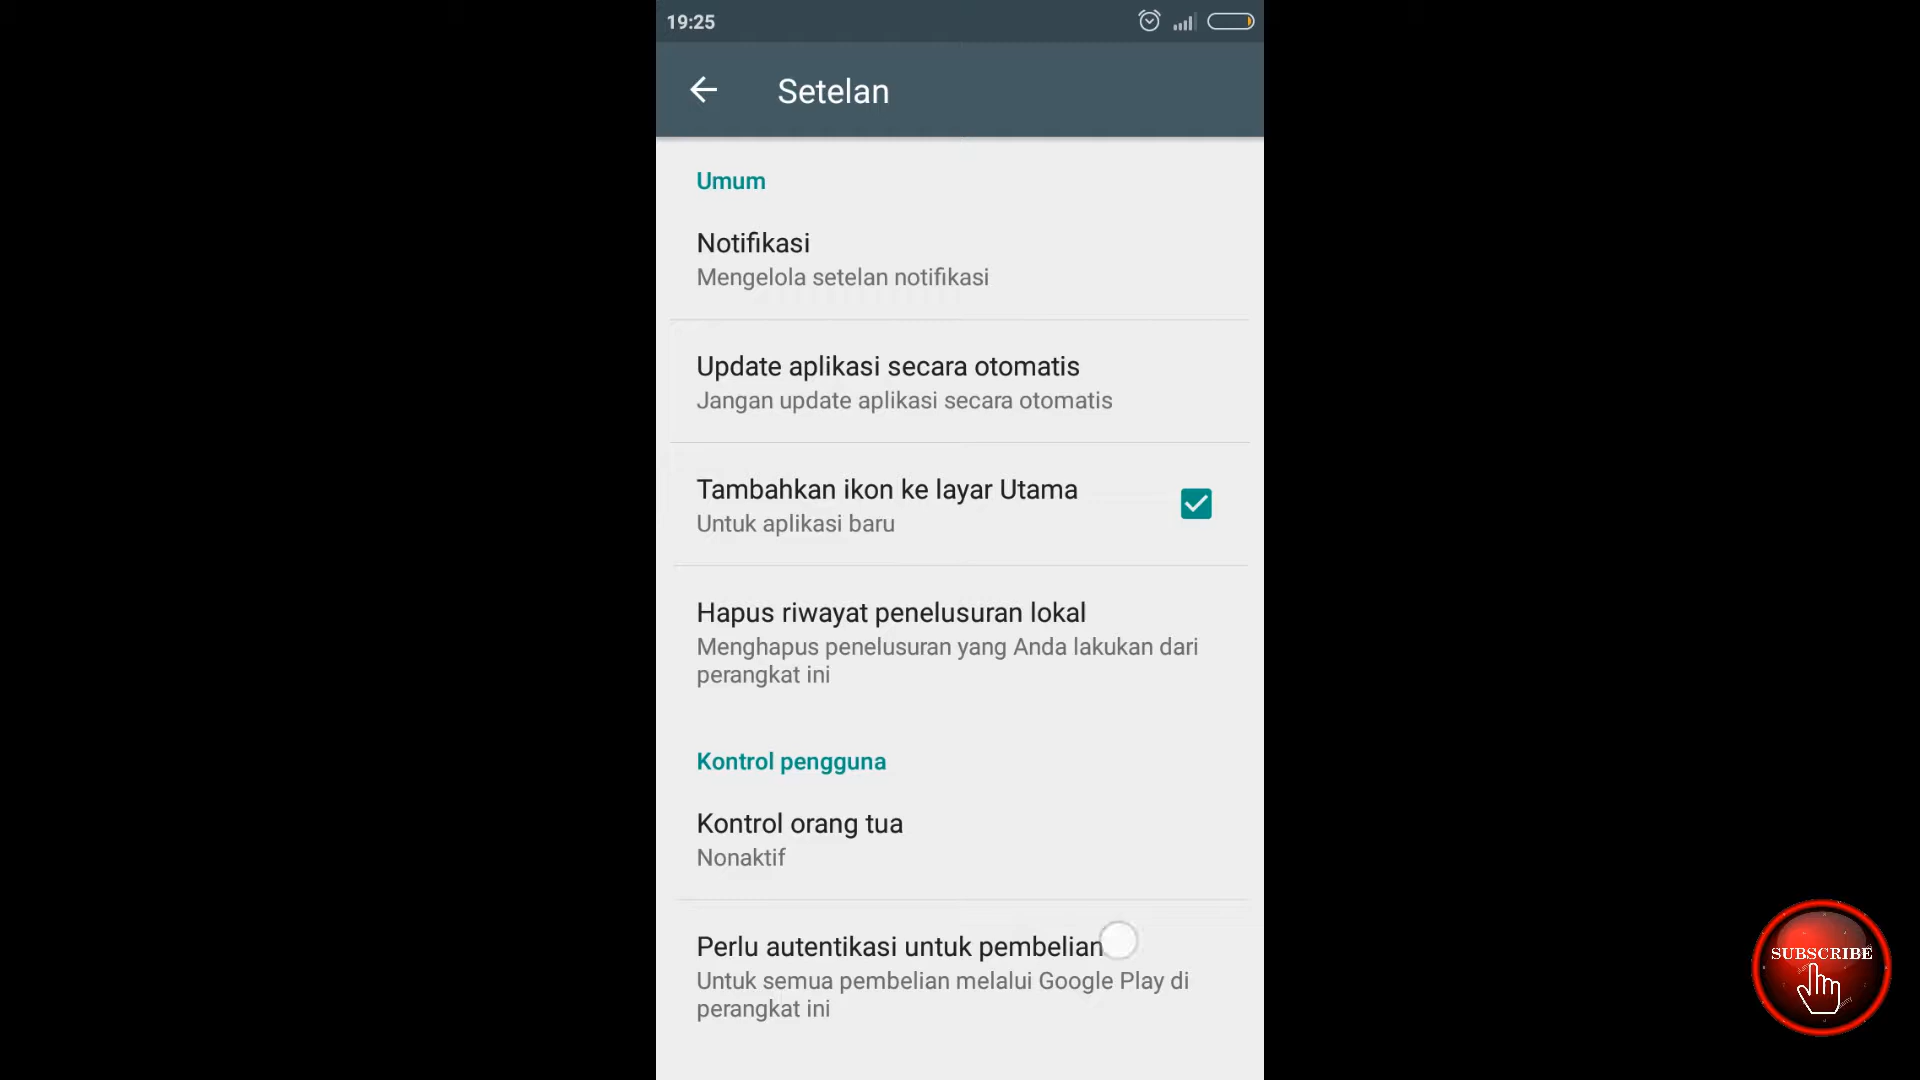 19:25
Setelan
Umum
Notifikasi
Mengelola setelan notifikasi
Update aplikasi secara otomatis
Jangan update aplikasi secara otomatis
Tambahkan ikon ke layar Utama
Untuk aplikasi baru
Hapus riwayat penelusuran lokal
Menghapus penelusuran yang Anda lakukan dari
perangkat ini
Kontrol pengguna
Kontrol orang tua
Nonaktif
Perlu autentikasi untuk pembelian
Untuk semua pembelian melalui Google Play di
perangkat ini
SUBSCRIBE